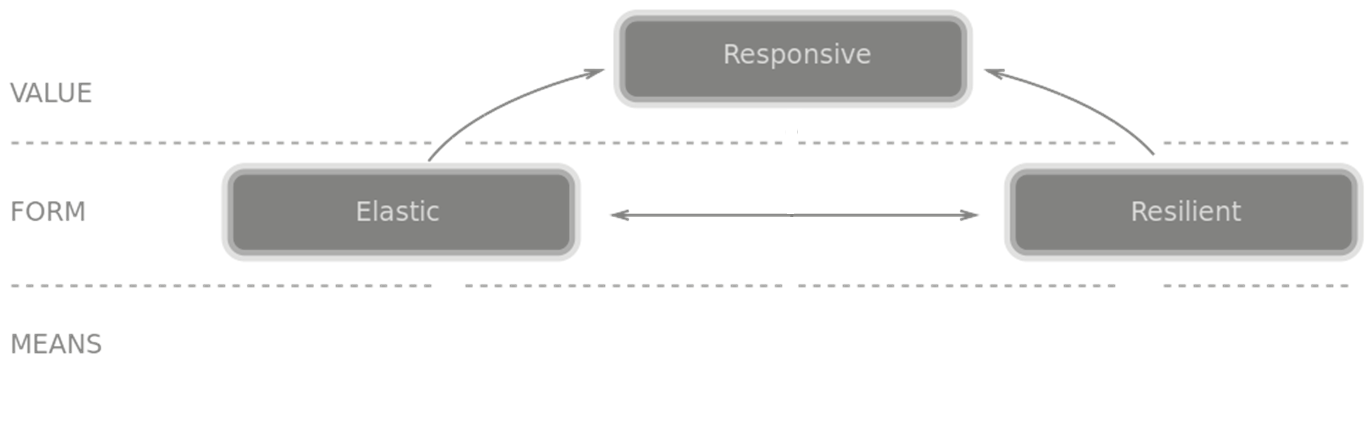 Responsive
VALUE
FORM
Elastic
Resilient
MEANS